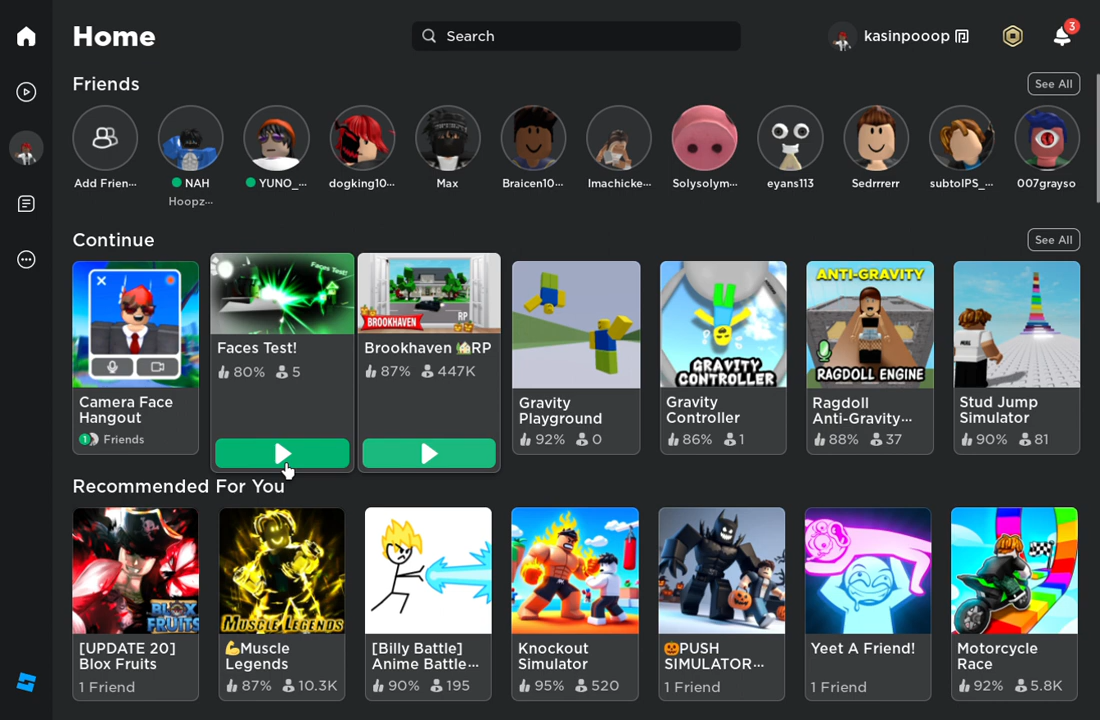 Home
Search
kasinpooop
3
Friends
See All
Add Frien...
NAH
Hoopz...
YUNO_...
dogking10...
Max
Braicen10...
Imachicke...
Solysolym...
eyans113
Sedrrrerr
subtoIPS_...
007grayso
Continue
See All
Camera Face
Hangout
1 Friends
Faces Test!
Faces Test!
80% 5
BROOKHAVEN
RP
Brookhaven 🏡RP
87% 447K
Gravity
Playground
92% 0
GRAVITY
CONTROLLER
Gravity
Controller
86% 1
ANTI-GRAVITY
RAGDOLL ENGINE
Ragdoll
Anti-Gravity...
88% 37
Stud Jump
Simulator
90% 81
Recommended For You
BLOX
FRUITS
[UPDATE 20]
Blox Fruits
1 Friend
MUSCLE LEGENDS
💪Muscle
Legends
87% 10.3K
[Billy Battle]
Anime Battle...
90% 195
Knockout
Simulator
95% 520
🎃PUSH
SIMULATOR...
1 Friend
Yeet A Friend!
1 Friend
Motorcycle
Race
92% 5.8K